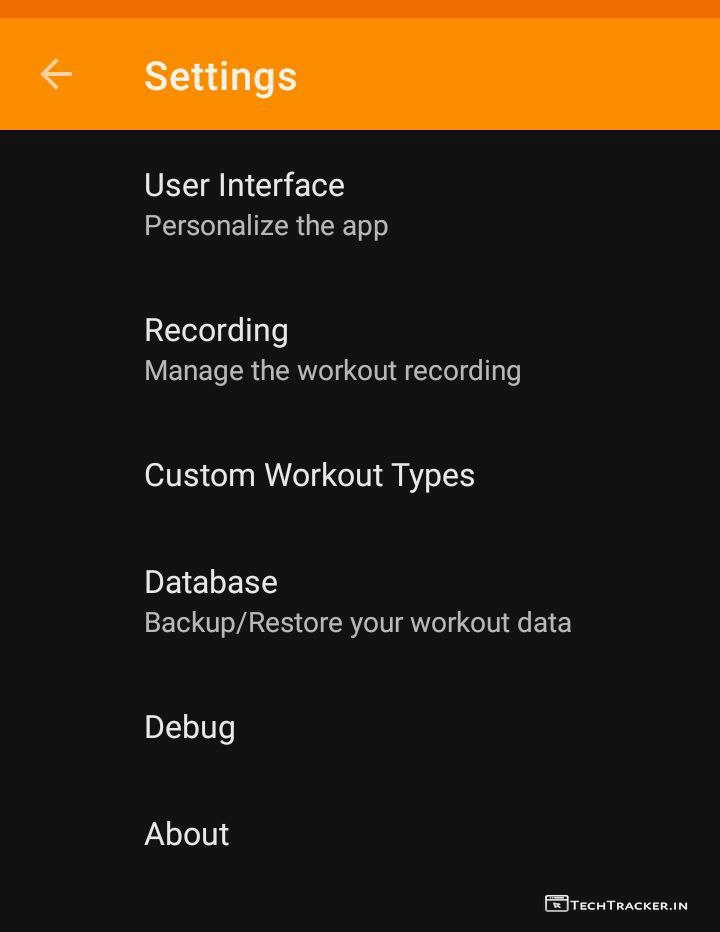 Settings
User Interface
Personalize the app
Recording
Manage the workout recording
Custom Workout Types
Database
Backup/Restore your workout data
Debug
About
TECHTRACKER.IN